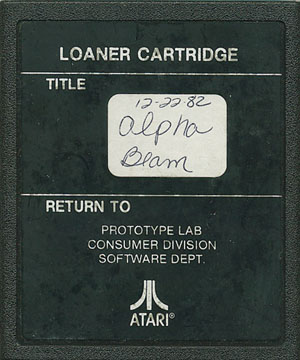 LOANER CARTRIDGE
TITLE
12-22-82
alpha
Beam
RETURN TO
PROTOTYPE LAB
CONSUMER DIVISION
SOFTWARE DEPT.
ATARI®